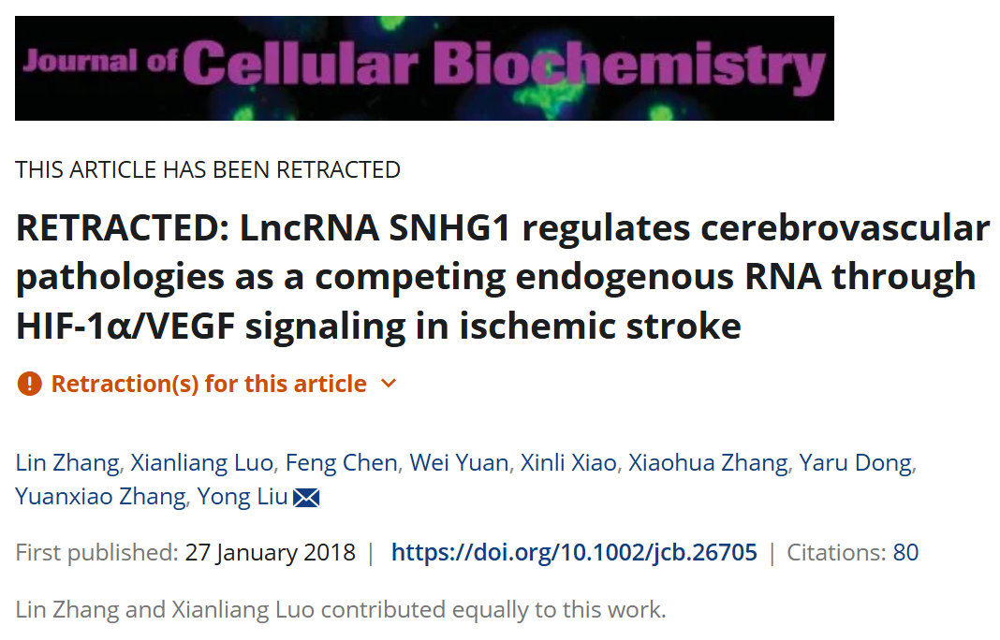 Journal of Cellular Biochemistry
THIS ARTICLE HAS BEEN RETRACTED
RETRACTED: LncRNA SNHG1 regulates cerebrovascular
pathologies as a competing endogenous RNA through
HIF-1α/VEGF signaling in ischemic stroke
Retraction(s) for this article
Lin Zhang, Xianliang Luo, Feng Chen, Wei Yuan, Xinli Xiao, Xiaohua Zhang, Yaru Dong,
Yuanxiao Zhang, Yong Liu
First published: 27 January 2018 | https://doi.org/10.1002/jcb.26705 | Citations: 80
Lin Zhang and Xianliang Luo contributed equally to this work.